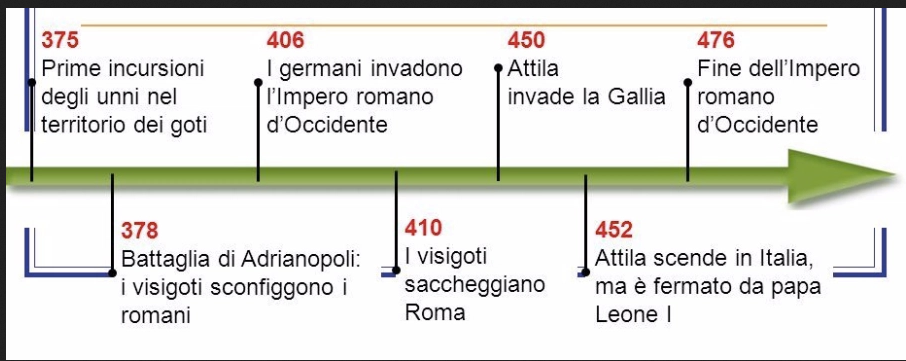 375
Prime incursioni
degli unni nel
territorio dei goti
406
I germani invadono
l'Impero romano
d'Occidente
450
Attila
invade la Gallia
476
Fine dell'Impero
romano
d'Occidente
378
Battaglia di Adrianopoli:
i visigoti sconfiggono i
romani
410
I visigoti
saccheggiano
Roma
452
Attila scende in Italia,
ma è fermato da papa
Leone I